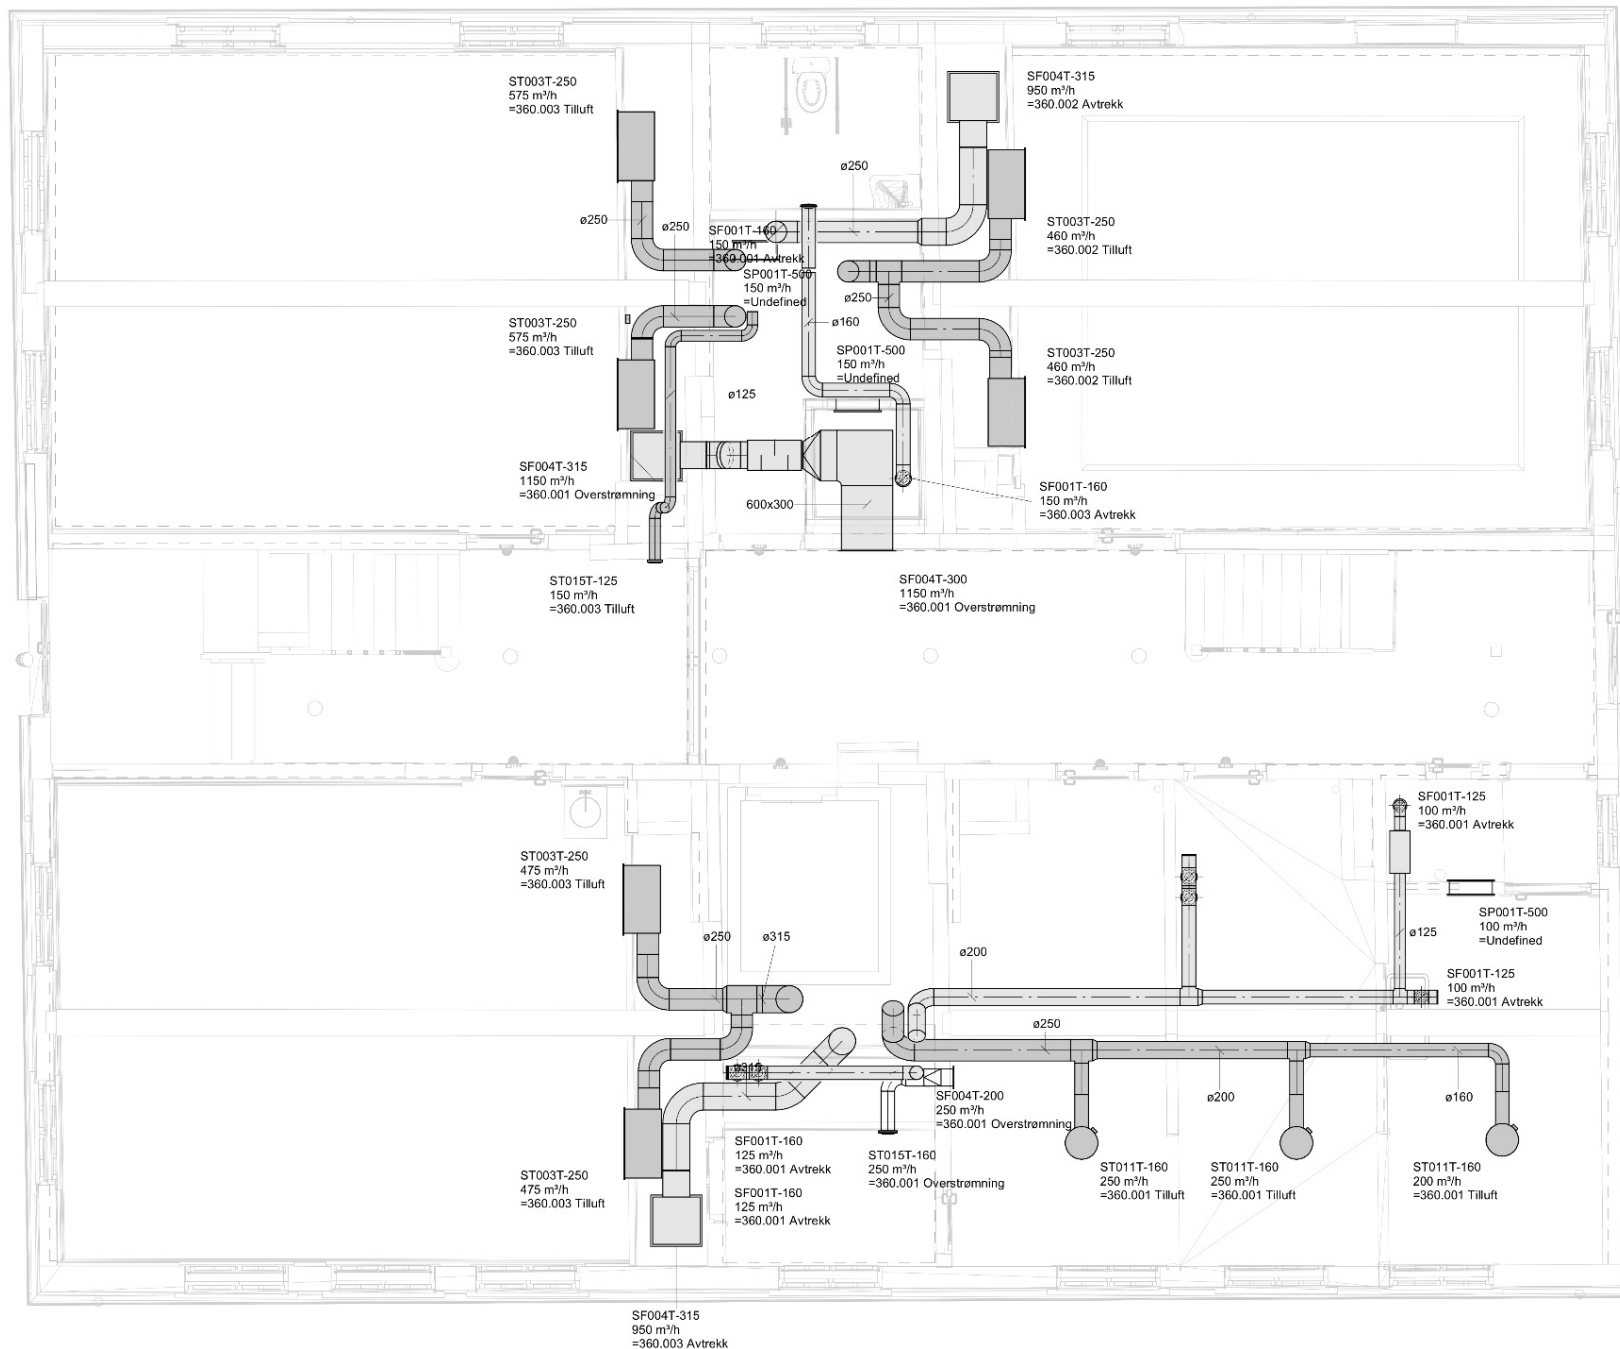 ST003T-250
575 m³/h
=360.003 Tilluft
SF004T-315
950 m³/h
=360.002 Avtrekk
ø250
ø250
ø250
SF001T-160
150 m³/h
=360.001 Avtrekk
ST003T-250
460 m³/h
=360.002 Tilluft
SP001T-500
150 m³/h
=Undefined
ø250
ST003T-250
575 m³/h
=360.003 Tilluft
ø160
SP001T-500
150 m³/h
=Undefined
ST003T-250
460 m³/h
=360.002 Tilluft
ø125
SF004T-315
1150 m³/h
=360.001 Overstrømning
600x300
SF001T-160
150 m³/h
=360.003 Avtrekk
ST015T-125
150 m³/h
=360.003 Tilluft
SF004T-300
1150 m³/h
=360.001 Overstrømning
SF001T-125
100 m³/h
=360.001 Avtrekk
ST003T-250
475 m³/h
=360.003 Tilluft
SP001T-500
100 m³/h
=Undefined
ø250
ø315
ø200
ø125
SF001T-125
100 m³/h
=360.001 Avtrekk
ø250
ø315
SF004T-200
250 m³/h
=360.001 Overstrømning
ø200
ø160
SF001T-160
125 m³/h
=360.001 Avtrekk
ST015T-160
250 m³/h
=360.001 Overstrømning
ST003T-250
475 m³/h
=360.003 Tilluft
SF001T-160
125 m³/h
=360.001 Avtrekk
ST011T-160
250 m³/h
=360.001 Tilluft
ST011T-160
250 m³/h
=360.001 Tilluft
ST011T-160
200 m³/h
=360.001 Tilluft
SF004T-315
950 m³/h
=360.003 Avtrekk